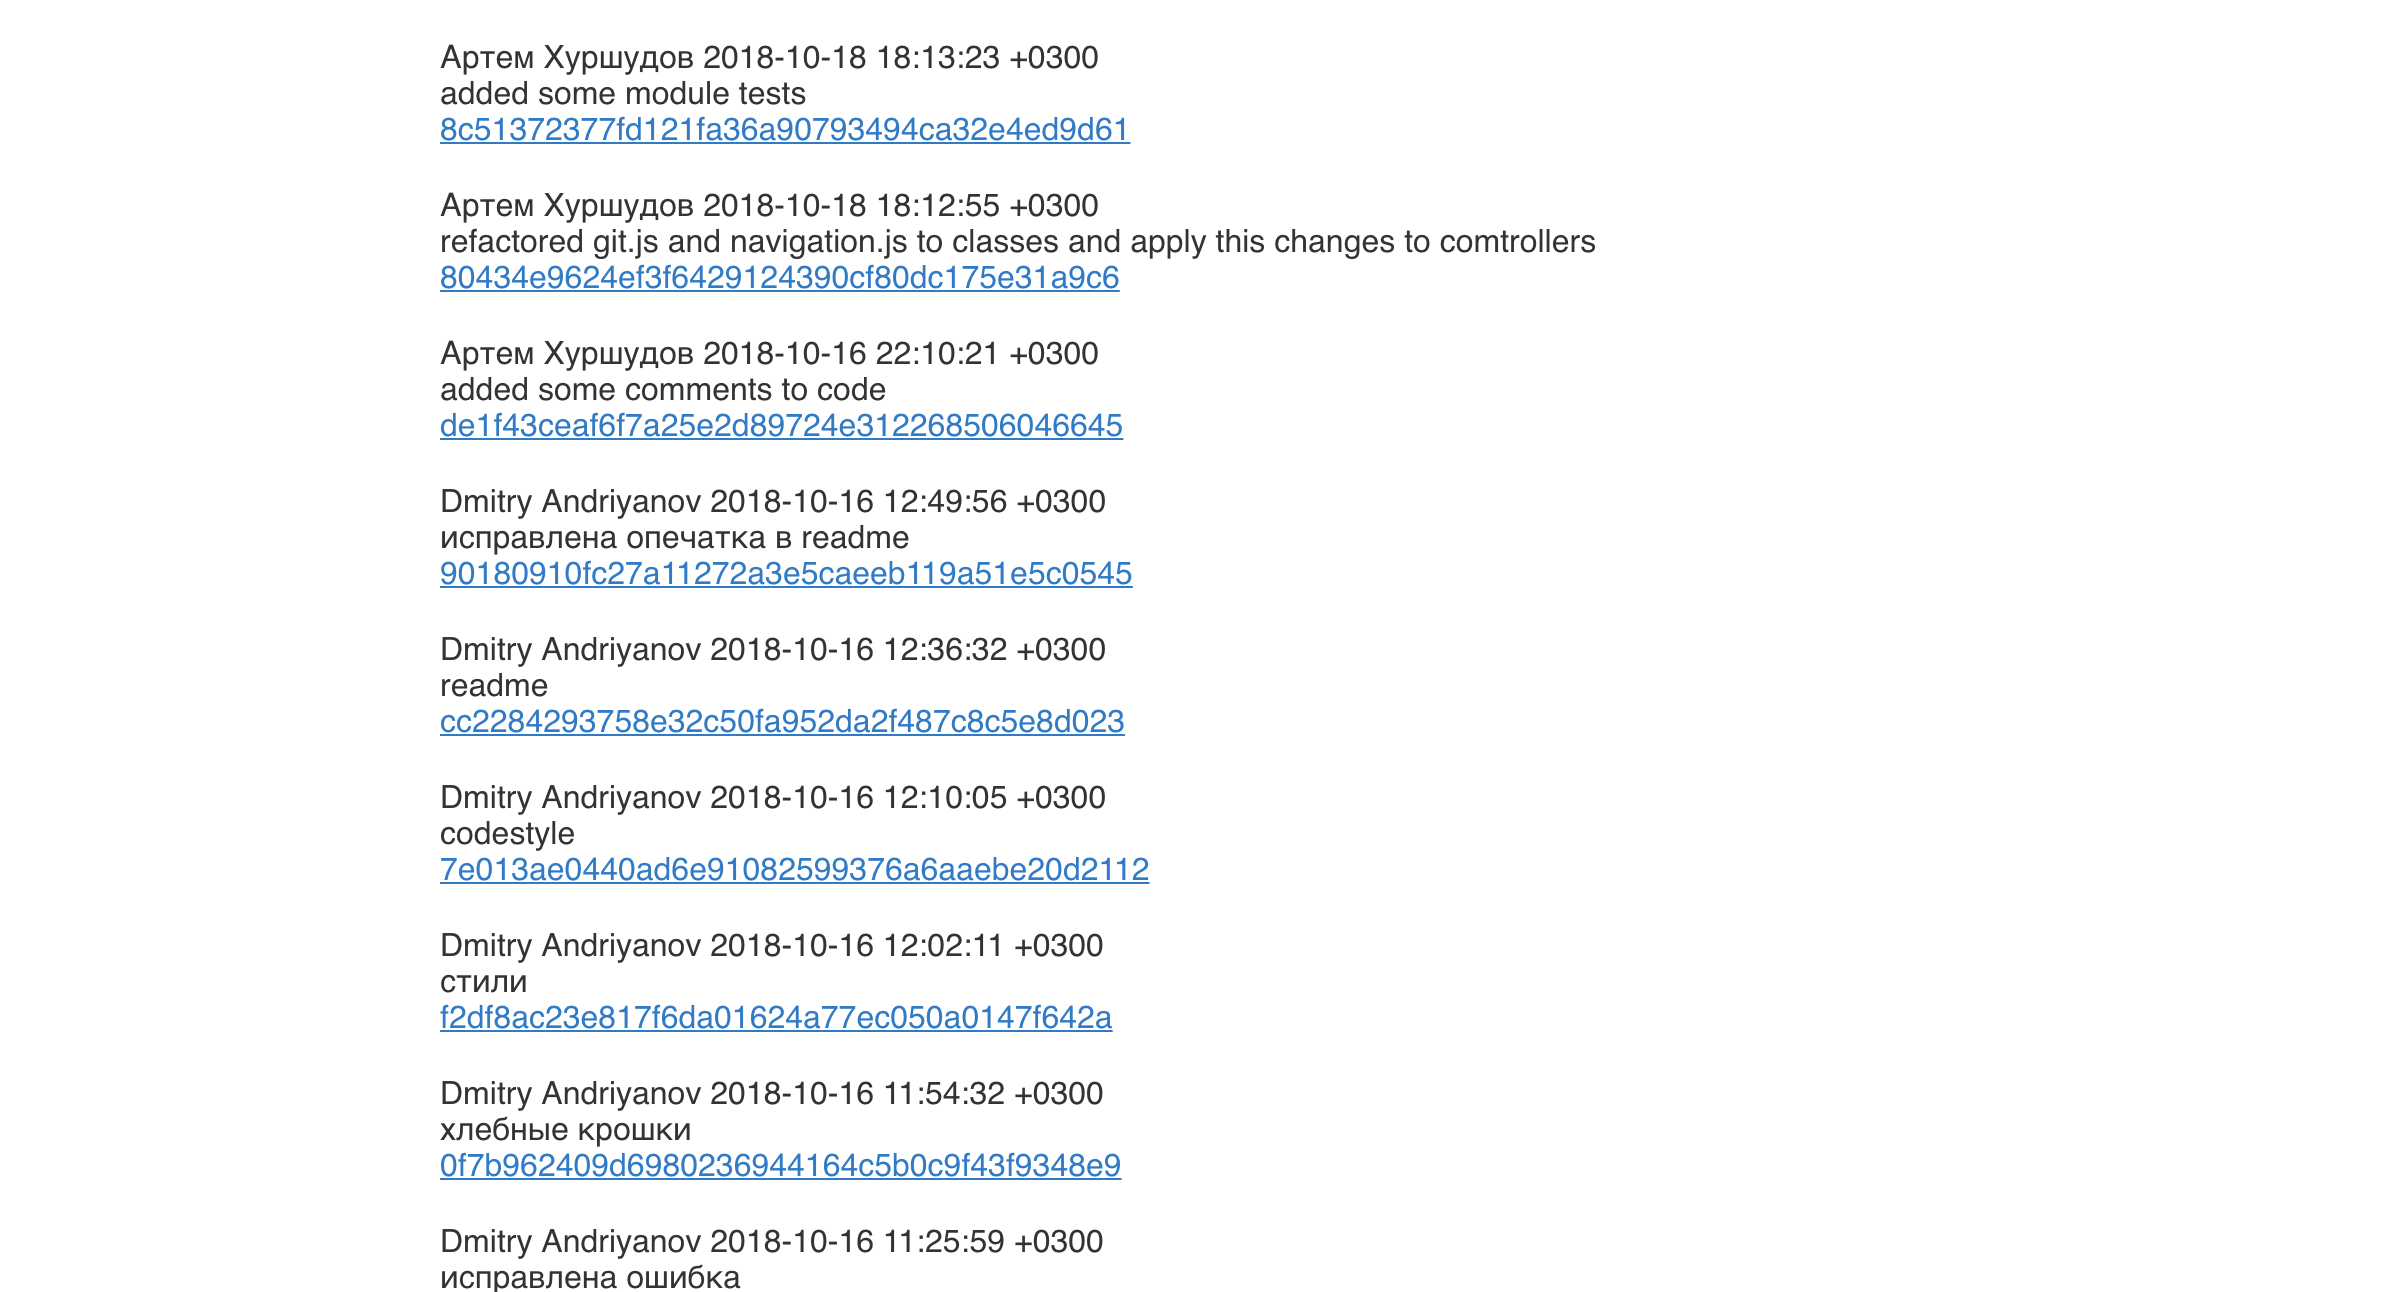 Артем Хуршудов 2018-10-18 18:13:23 +0300
added some module tests
8c51372377fd121fa36a90793494ca32e4ed9d61
Артем Хуршудов 2018-10-18 18:12:55 +0300
refactored git.js and navigation.js to classes and apply this changes to comtrollers
80434e9624ef3f6429124390cf80dc175e31a9c6
Артем Хуршудов 2018-10-16 22:10:21 +0300
added some comments to code
de1f43ceaf6f7a25e2d89724e312268506046645
Dmitry Andriyanov 2018-10-16 12:49:56 +0300
исправлена опечатка в readme
90180910fc27a11272a3e5caeeb119a51e5c0545
Dmitry Andriyanov 2018-10-16 12:36:32 +0300
readme
cc2284293758e32c50fa952da2f487c8c5e8d023
Dmitry Andriyanov 2018-10-16 12:10:05 +0300
codestyle
7e013ae0440ad6e91082599376a6aaebe20d2112
Dmitry Andriyanov 2018-10-16 12:02:11 +0300
стили
f2df8ac23e817f6da01624a77ec050a0147f642a
Dmitry Andriyanov 2018-10-16 11:54:32 +0300
хлебные крошки
0f7b962409d6980236944164c5b0c9f43f9348e9
Dmitry Andriyanov 2018-10-16 11:25:59 +0300
исправлена ошибка